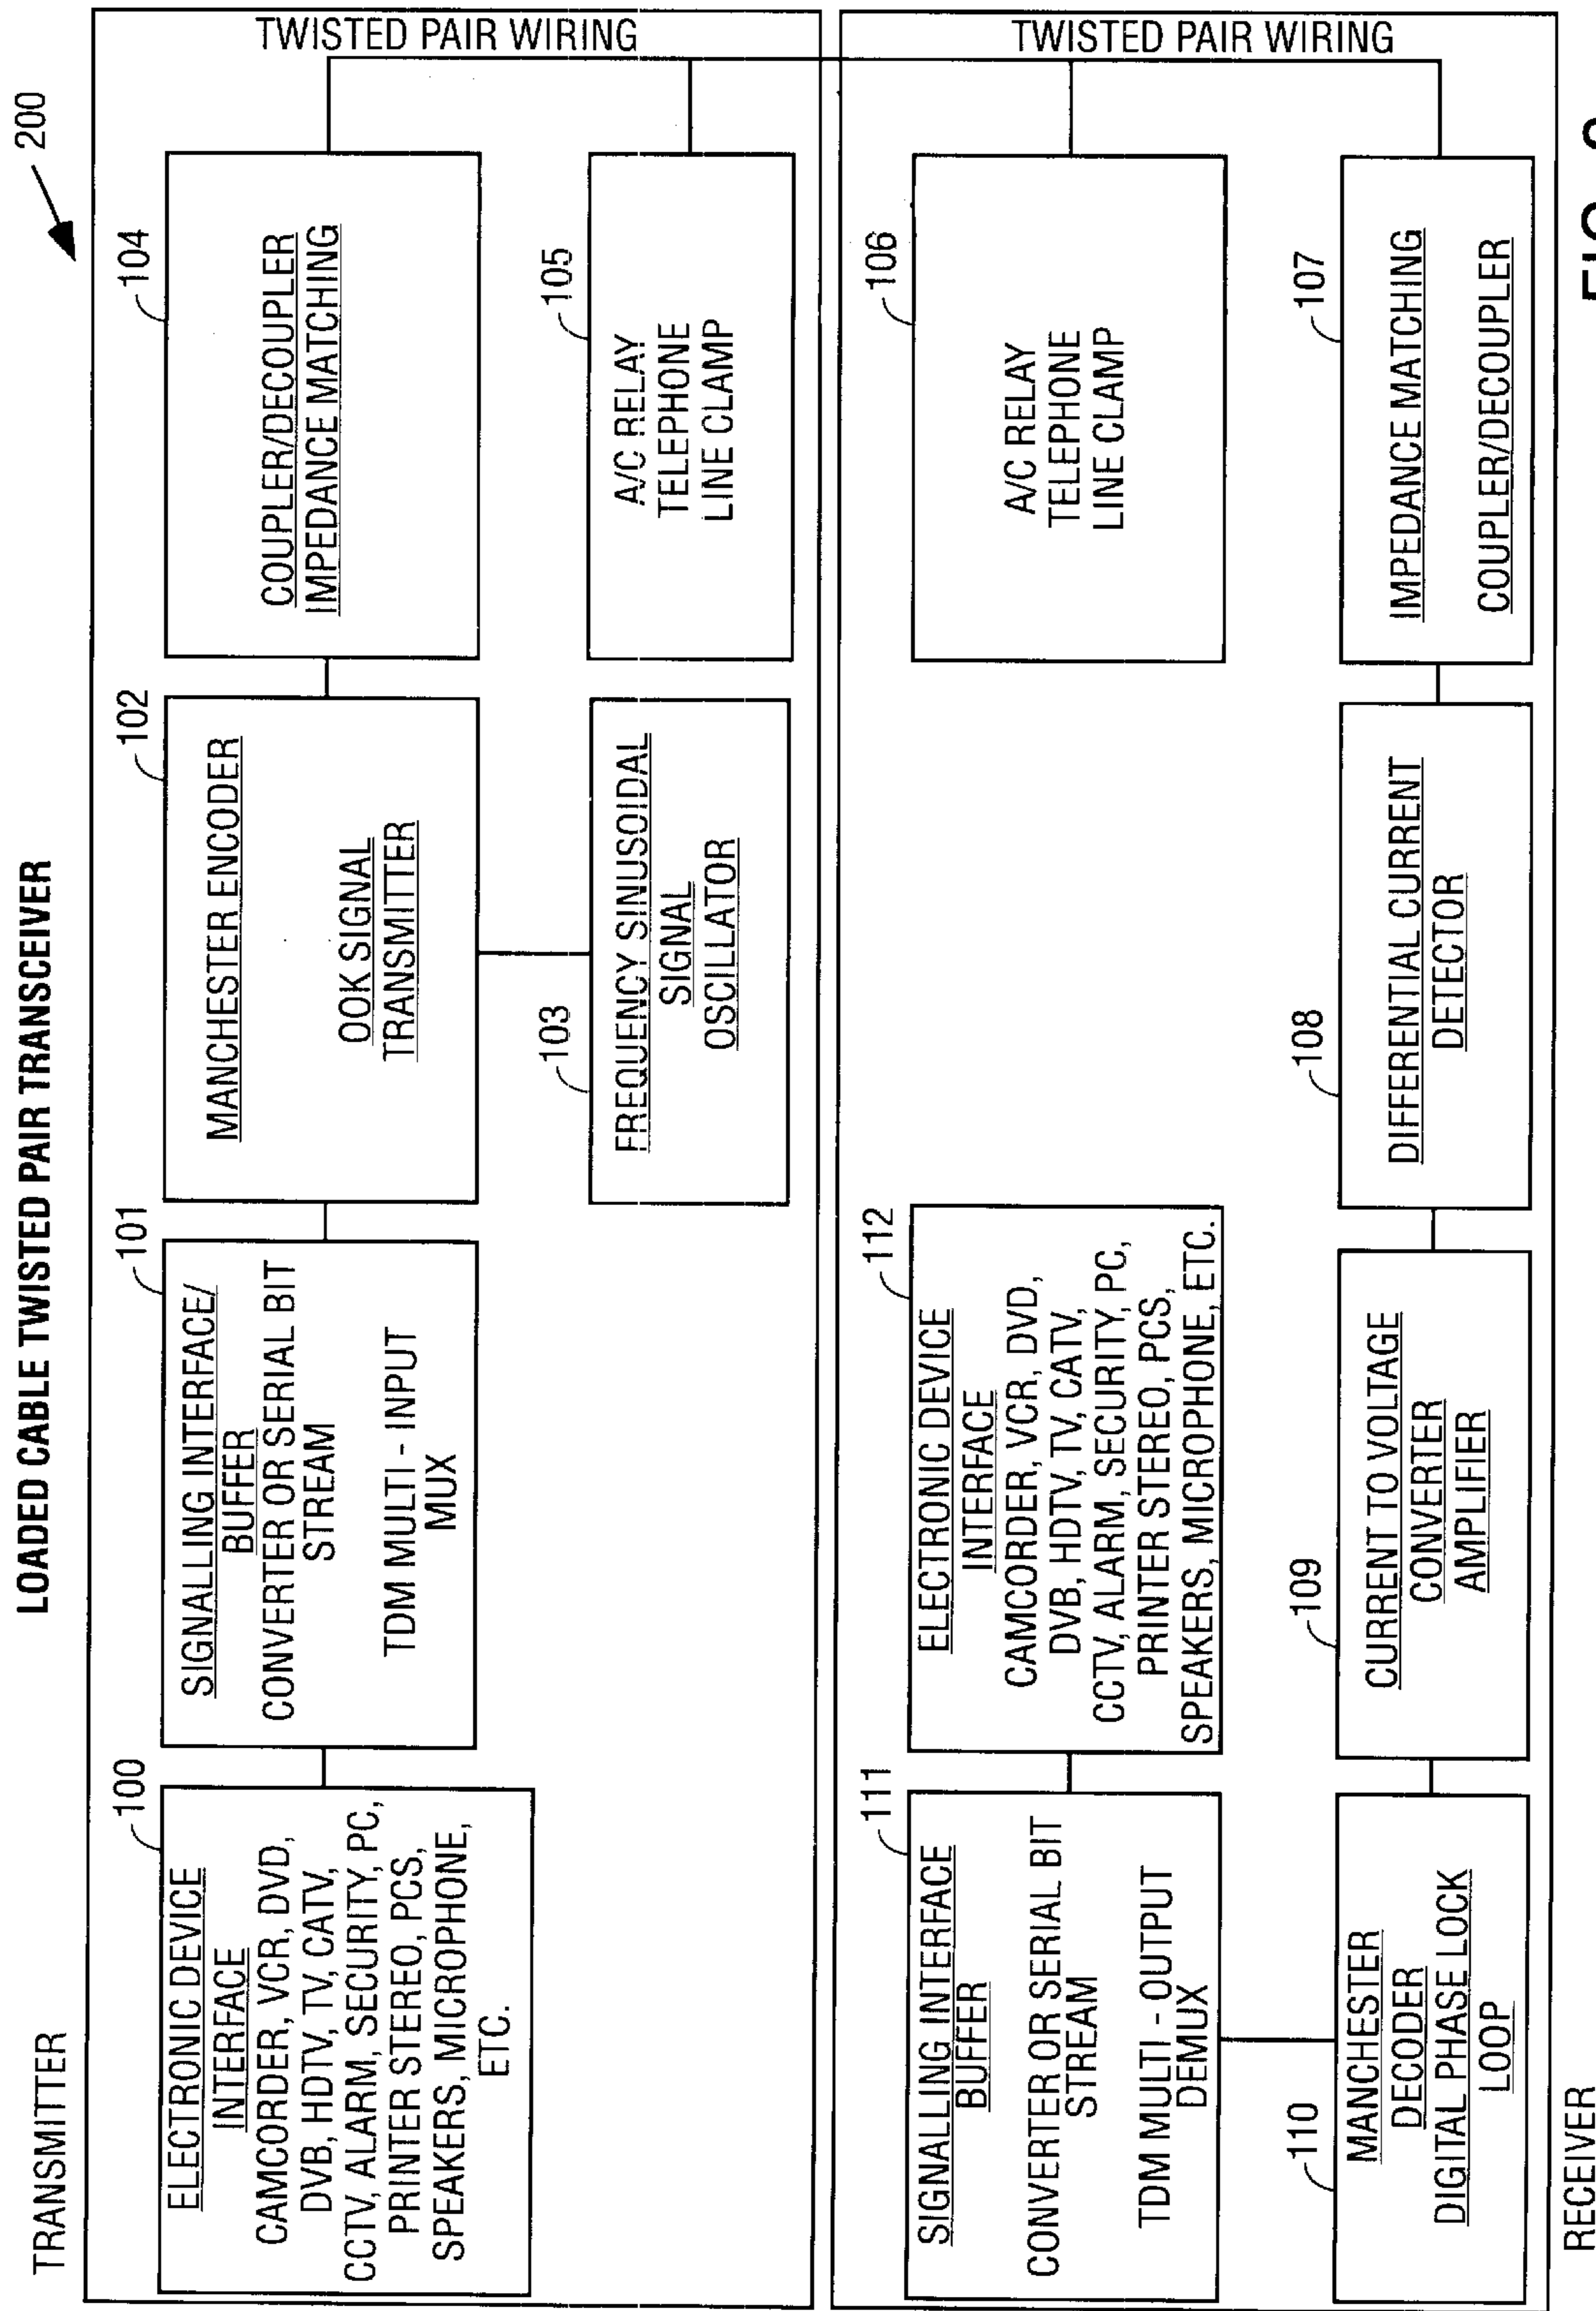 LOADED CABLE TWISTED PAIR TRANSCEIVER
200
TRANSMITTER
100
ELECTRONIC DEVICE
INTERFACE
CAMCORDER, VCR, DVD,
DVB, HDTV, TV, CATV,
CCTV, ALARM, SECURITY, PC,
PRINTER STEREO, PCS,
SPEAKERS, MICROPHONE,
ETC.
101
SIGNALLING INTERFACE/
BUFFER
CONVERTER OR SERIAL BIT
STREAM
TDM MULTI - INPUT
MUX
102
MANCHESTER ENCODER
OOK SIGNAL
TRANSMITTER
103
FREQUENCY SINUSOIDAL
SIGNAL
OSCILLATOR
104
COUPLER/DECOUPLER
IMPEDANCE MATCHING
105
A/C RELAY
TELEPHONE
LINE CLAMP
TWISTED PAIR WIRING
111
SIGNALLING INTERFACE
BUFFER
CONVERTER OR SERIAL BIT
STREAM
TDM MULTI - OUTPUT
DEMUX
112
ELECTRONIC DEVICE
INTERFACE
CAMCORDER, VCR, DVD,
DVB, HDTV, TV, CATV,
CCTV, ALARM, SECURITY, PC,
PRINTER STEREO, PCS,
SPEAKERS, MICROPHONE, ETC.
106
A/C RELAY
TELEPHONE
LINE CLAMP
TWISTED PAIR WIRING
110
MANCHESTER
DECODER
DIGITAL PHASE LOCK
LOOP
109
CURRENT TO VOLTAGE
CONVERTER
AMPLIFIER
108
DIFFERENTIAL CURRENT
DETECTOR
107
IMPEDANCE MATCHING
COUPLER/DECOUPLER
RECEIVER